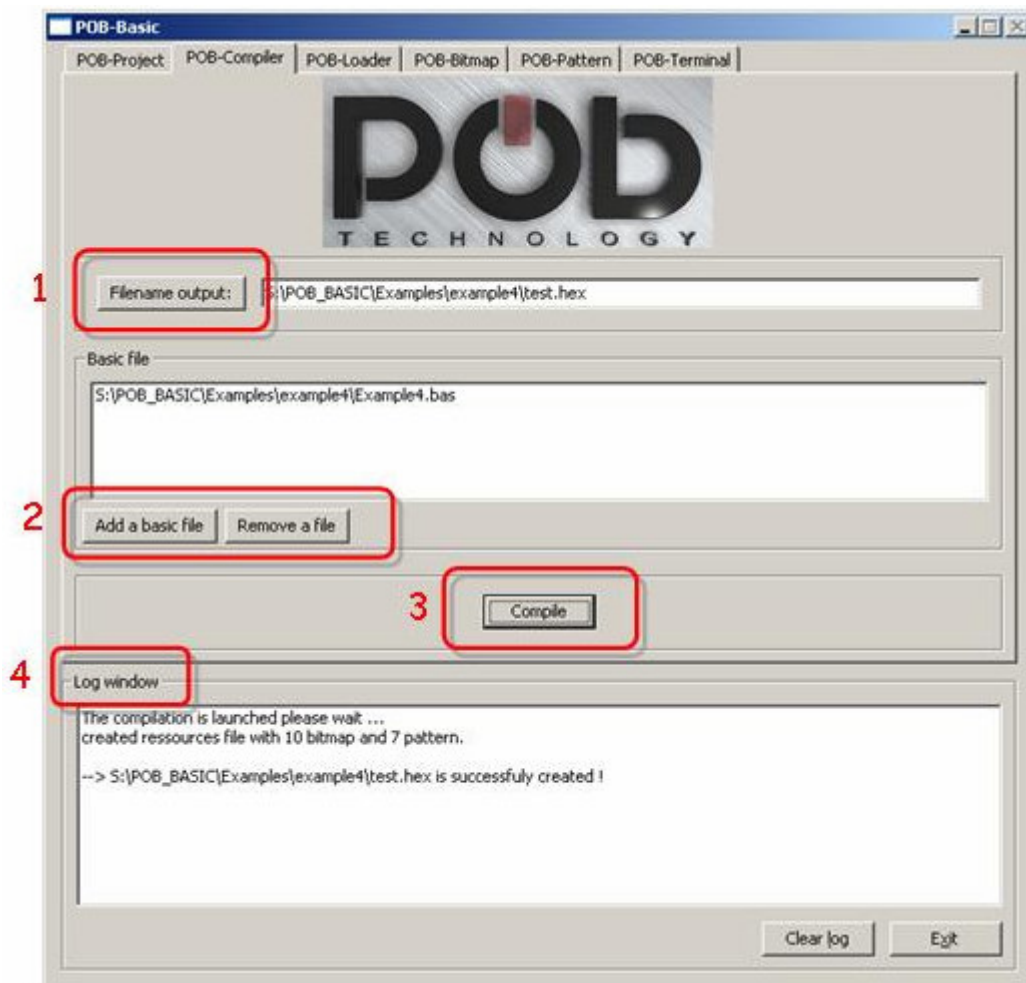 POB-Basic
POB-Project POB-Compiler POB-Loader POB-Bitmap POB-Pattern POB-Terminal
POB
TECHNOLOGY
1 Filename output: S:\POB_BASIC\Examples\example4\test.hex
Basic file
S:\POB_BASIC\Examples\example4\Example4.bas
2 Add a basic file Remove a file
3 Compile
4 Log window
The compilation is launched please wait ...
created ressources file with 10 bitmap and 7 pattern.
--> S:\POB_BASIC\Examples\example4\test.hex is successfuly created !
Clear log Exit